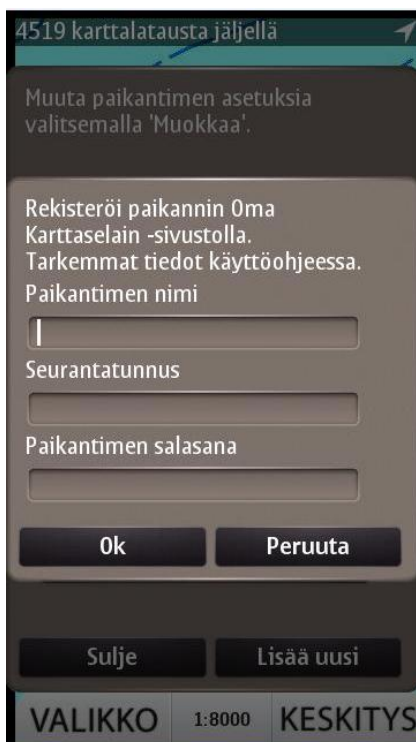 4519 karttalatausta jäljellä
Muuta paikantimen asetuksia
valitsemalla 'Muokkaa'.
Rekisteröi paikannin Oma
Karttaselain -sivustolla.
Tarkemmat tiedot käyttöohjeessa.
Paikantimen nimi
Seurantatunnus
Paikantimen salasana
Ok Peruuta
Sulje Lisää uusi
VALIKKO 1:8000 KESKITYS